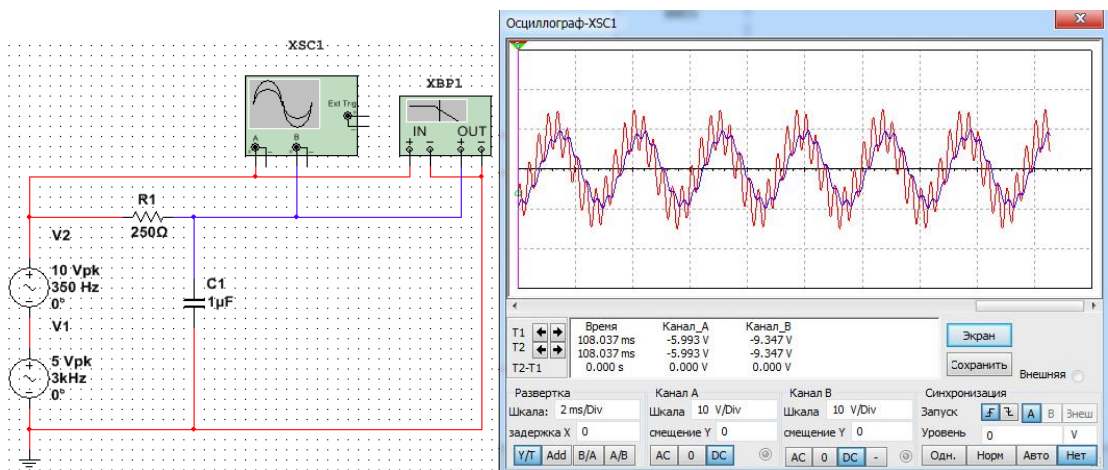 XSC1
Ext Trig
A
B
XBP1
IN OUT
R1
250Ω
V2
10 Vpk
350 Hz
0°
C1
1µF
V1
5 Vpk
3kHz
0°
Осциллограф-XSC1
Время Канал_A Канал_B
T1 108.037 ms -5.993 V -9.347 V
T2 108.037 ms -5.993 V -9.347 V
T2-T1 0.000 s 0.000 V 0.000 V
Экран
Сохранить
Внешняя
Развертка Канал A Канал B Синхронизация
Шкала: 2 ms/Div Шкала 10 V/Div Шкала 10 V/Div Запуск A B Внеш
задержка X 0 смещение Y 0 смещение Y 0 Уровень 0 V
Y/T Add B/A A/B AC 0 DC AC 0 DC - Одн. Норм Авто Нет